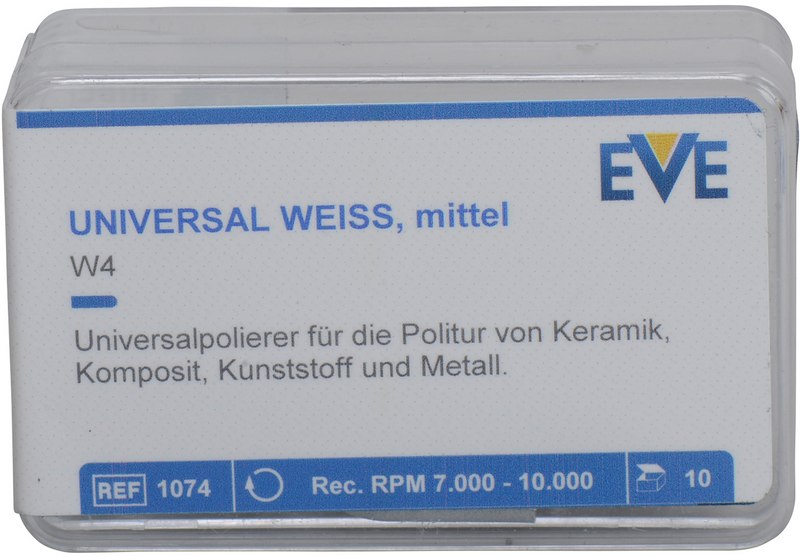 EVE
UNIVERSAL WEISS, mittel
W4
Universalpolierer für die Politur von Keramik,
Komposit, Kunststoff und Metall.
REF 1074 Rec. RPM 7.000 - 10.000 10